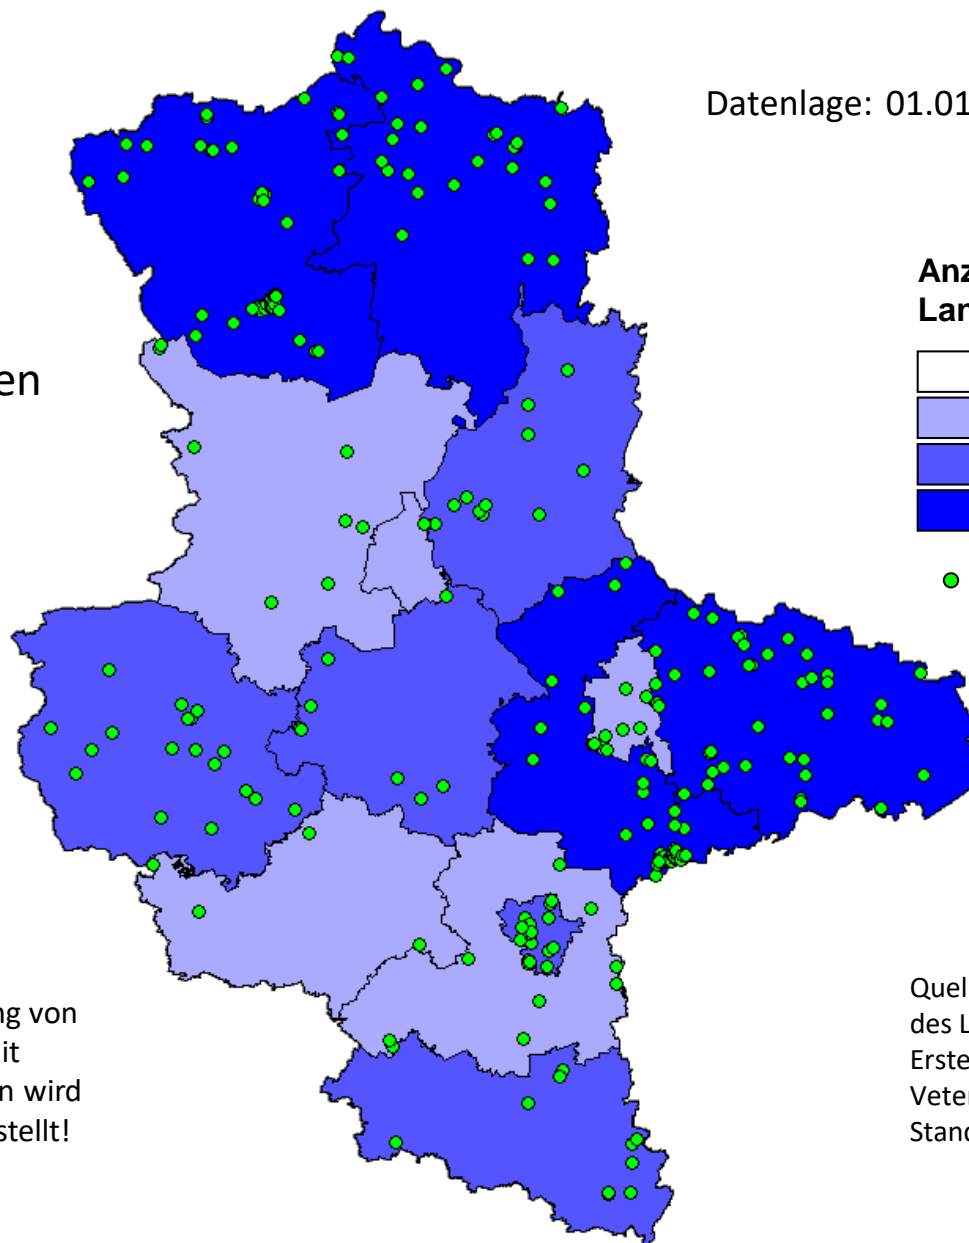 Datenlage: 01.01
Anz
Lan
en
ng von
it
n wird
stellt!
Quel
des L
Erste
Veter
Stand